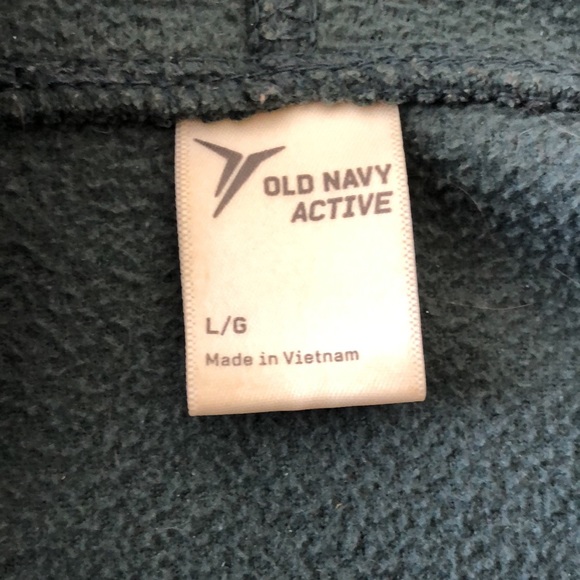 OLD NAVY
ACTIVE
L/G
Made in Vietnam